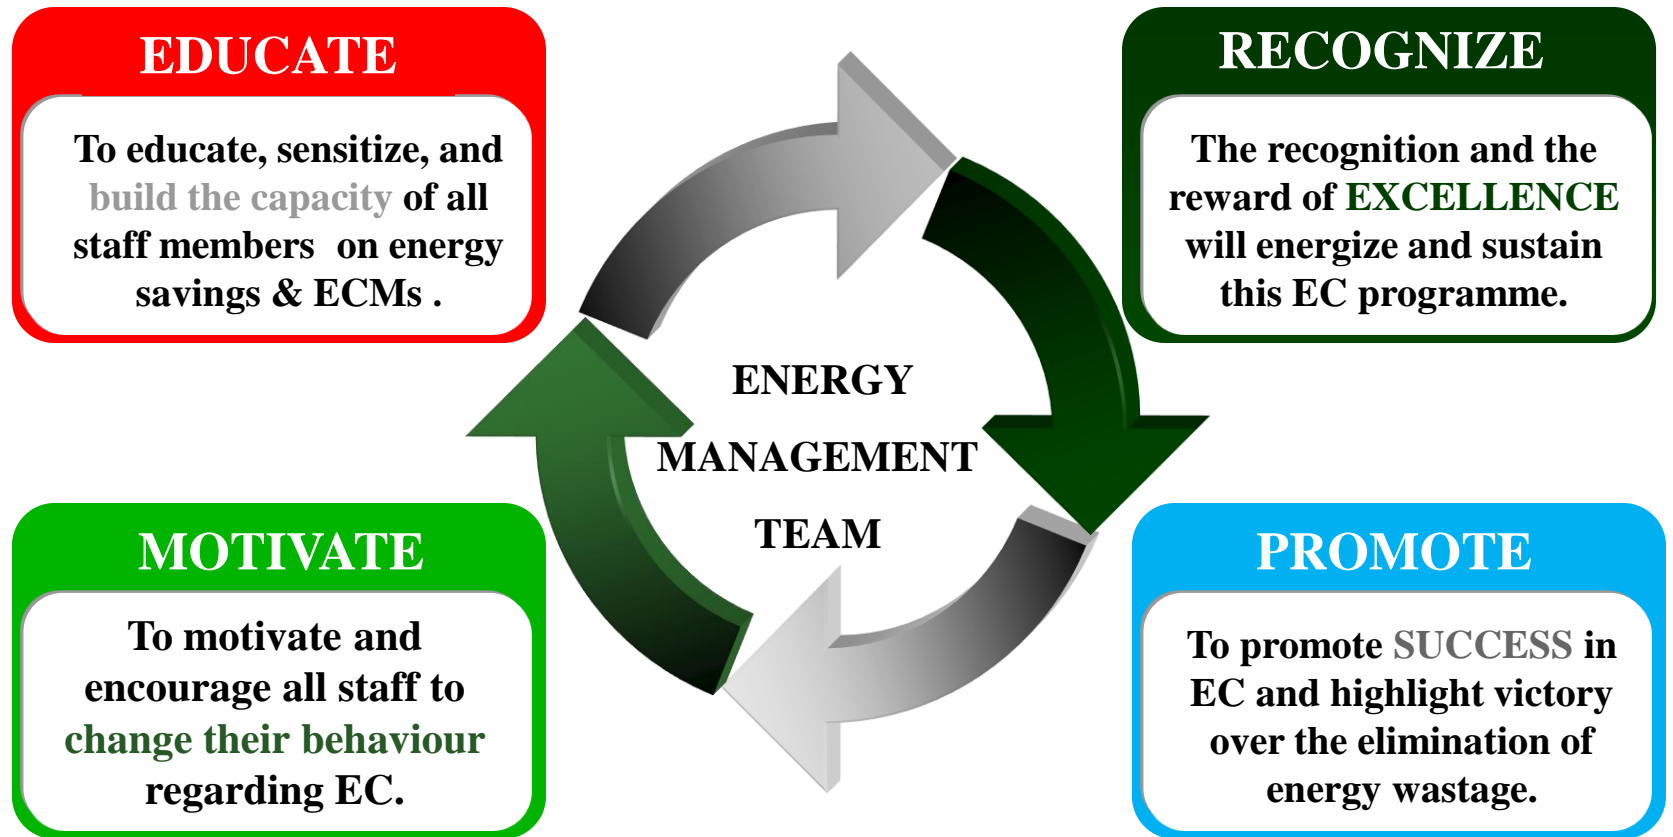 EDUCATE
To educate, sensitize, and
build the capacity of all
staff members on energy
savings & ECMs .
RECOGNIZE
The recognition and the
reward of EXCELLENCE
will energize and sustain
this EC programme.
ENERGY
MANAGEMENT
TEAM
MOTIVATE
To motivate and
encourage all staff to
change their behaviour
regarding EC.
PROMOTE
To promote SUCCESS in
EC and highlight victory
over the elimination of
energy wastage.